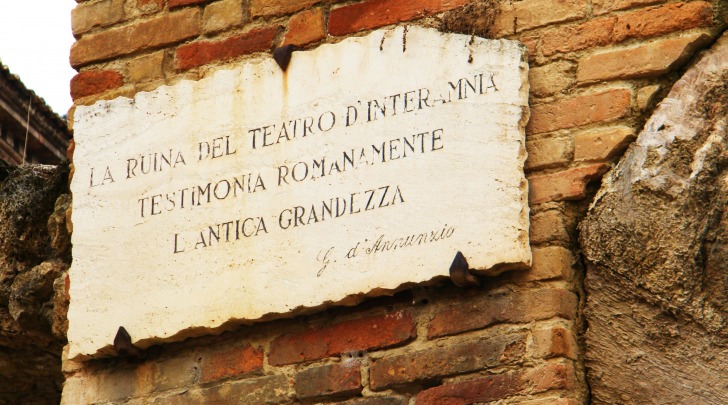 LA RUINA DEL TEATRO D'INTERAMNIA
TESTIMONIA ROMANAMENTE
L ANTICA GRANDEZZA
G. d'Annunzio